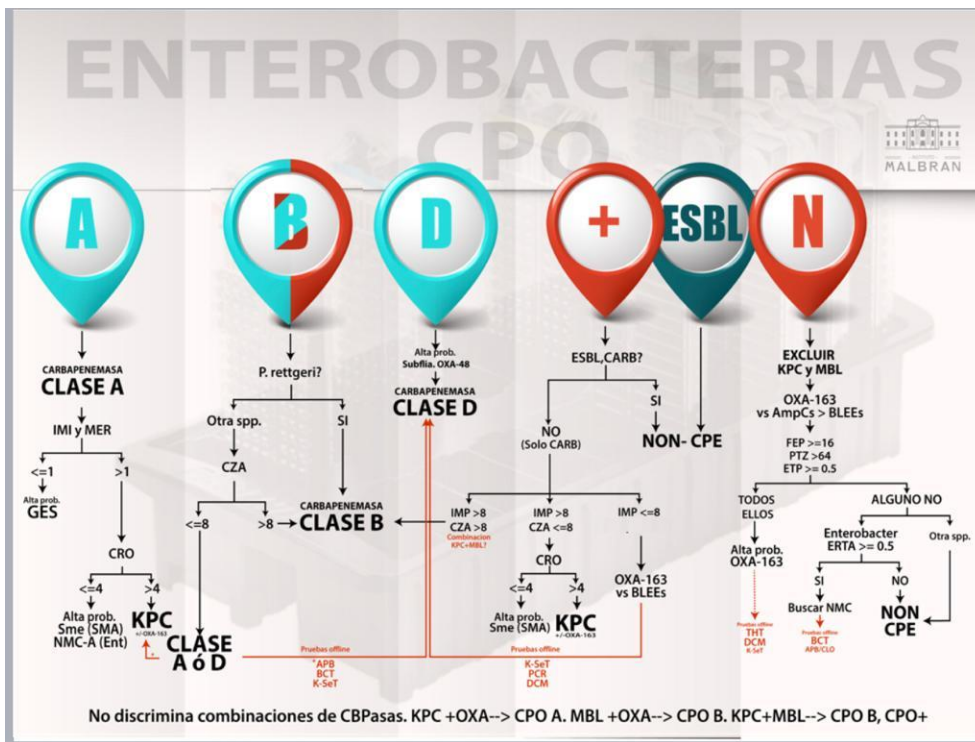 ENTEROBACTERIAS
CPO
INSTITUTO
MALBRAN
A
B
D
+
ESBL
N
CARBAPENEMASA
CLASE A
IMI y MER
<=1
>1
Alta prob.
GES
CRO
<=4
>4
Alta prob.
Sme (SMA)
NMC-A (Ent)
KPC
+/-OXA-163
P. rettgeri?
Otra spp.
SI
CZA
<=8
>8
CARBAPENEMASA
CLASE B
CLASE
A ó D
*
Pruebas offline
*APB
BCT
K-SeT
Alta prob.
Subflia. OXA-48
CARBAPENEMASA
CLASE D
ESBL,CARB?
NO
(Solo CARB)
SI
NON- CPE
IMP >8
CZA >8
Combinacion
KPC+MBL?
IMP >8
CZA <=8
IMP <=8
CRO
<=4
>4
Alta prob.
Sme (SMA)
KPC
+/-OXA-163
OXA-163
vs BLEEs
Pruebas offline
K-SeT
PCR
DCM
EXCLUIR
KPC y MBL
OXA-163
vs AmpCs > BLEEs
FEP >=16
PTZ >64
ETP >= 0.5
TODOS
ELLOS
ALGUNO NO
Alta prob.
OXA-163
Pruebas offline
THT
DCM
K-SeT
Enterobacter
ERTA >= 0.5
Otra spp.
SI
NO
Buscar NMC
Pruebas offline
BCT
APB/CLO
NON
CPE
No discrimina combinaciones de CBPasas. KPC +OXA--> CPO A. MBL +OXA--> CPO B. KPC+MBL--> CPO B, CPO+